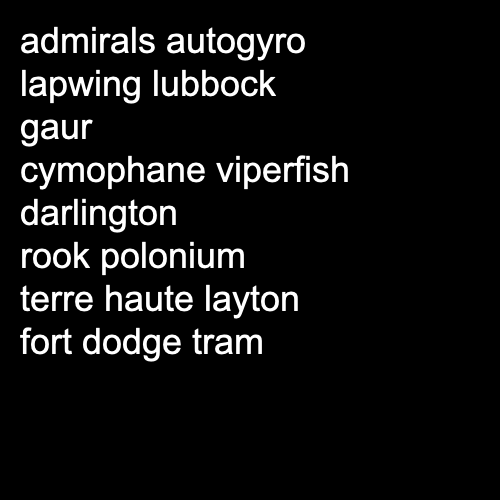 admirals autogyro
lapwing lubbock
gaur
cymophane viperfish
darlington
rook polonium
terre haute layton
fort dodge tram